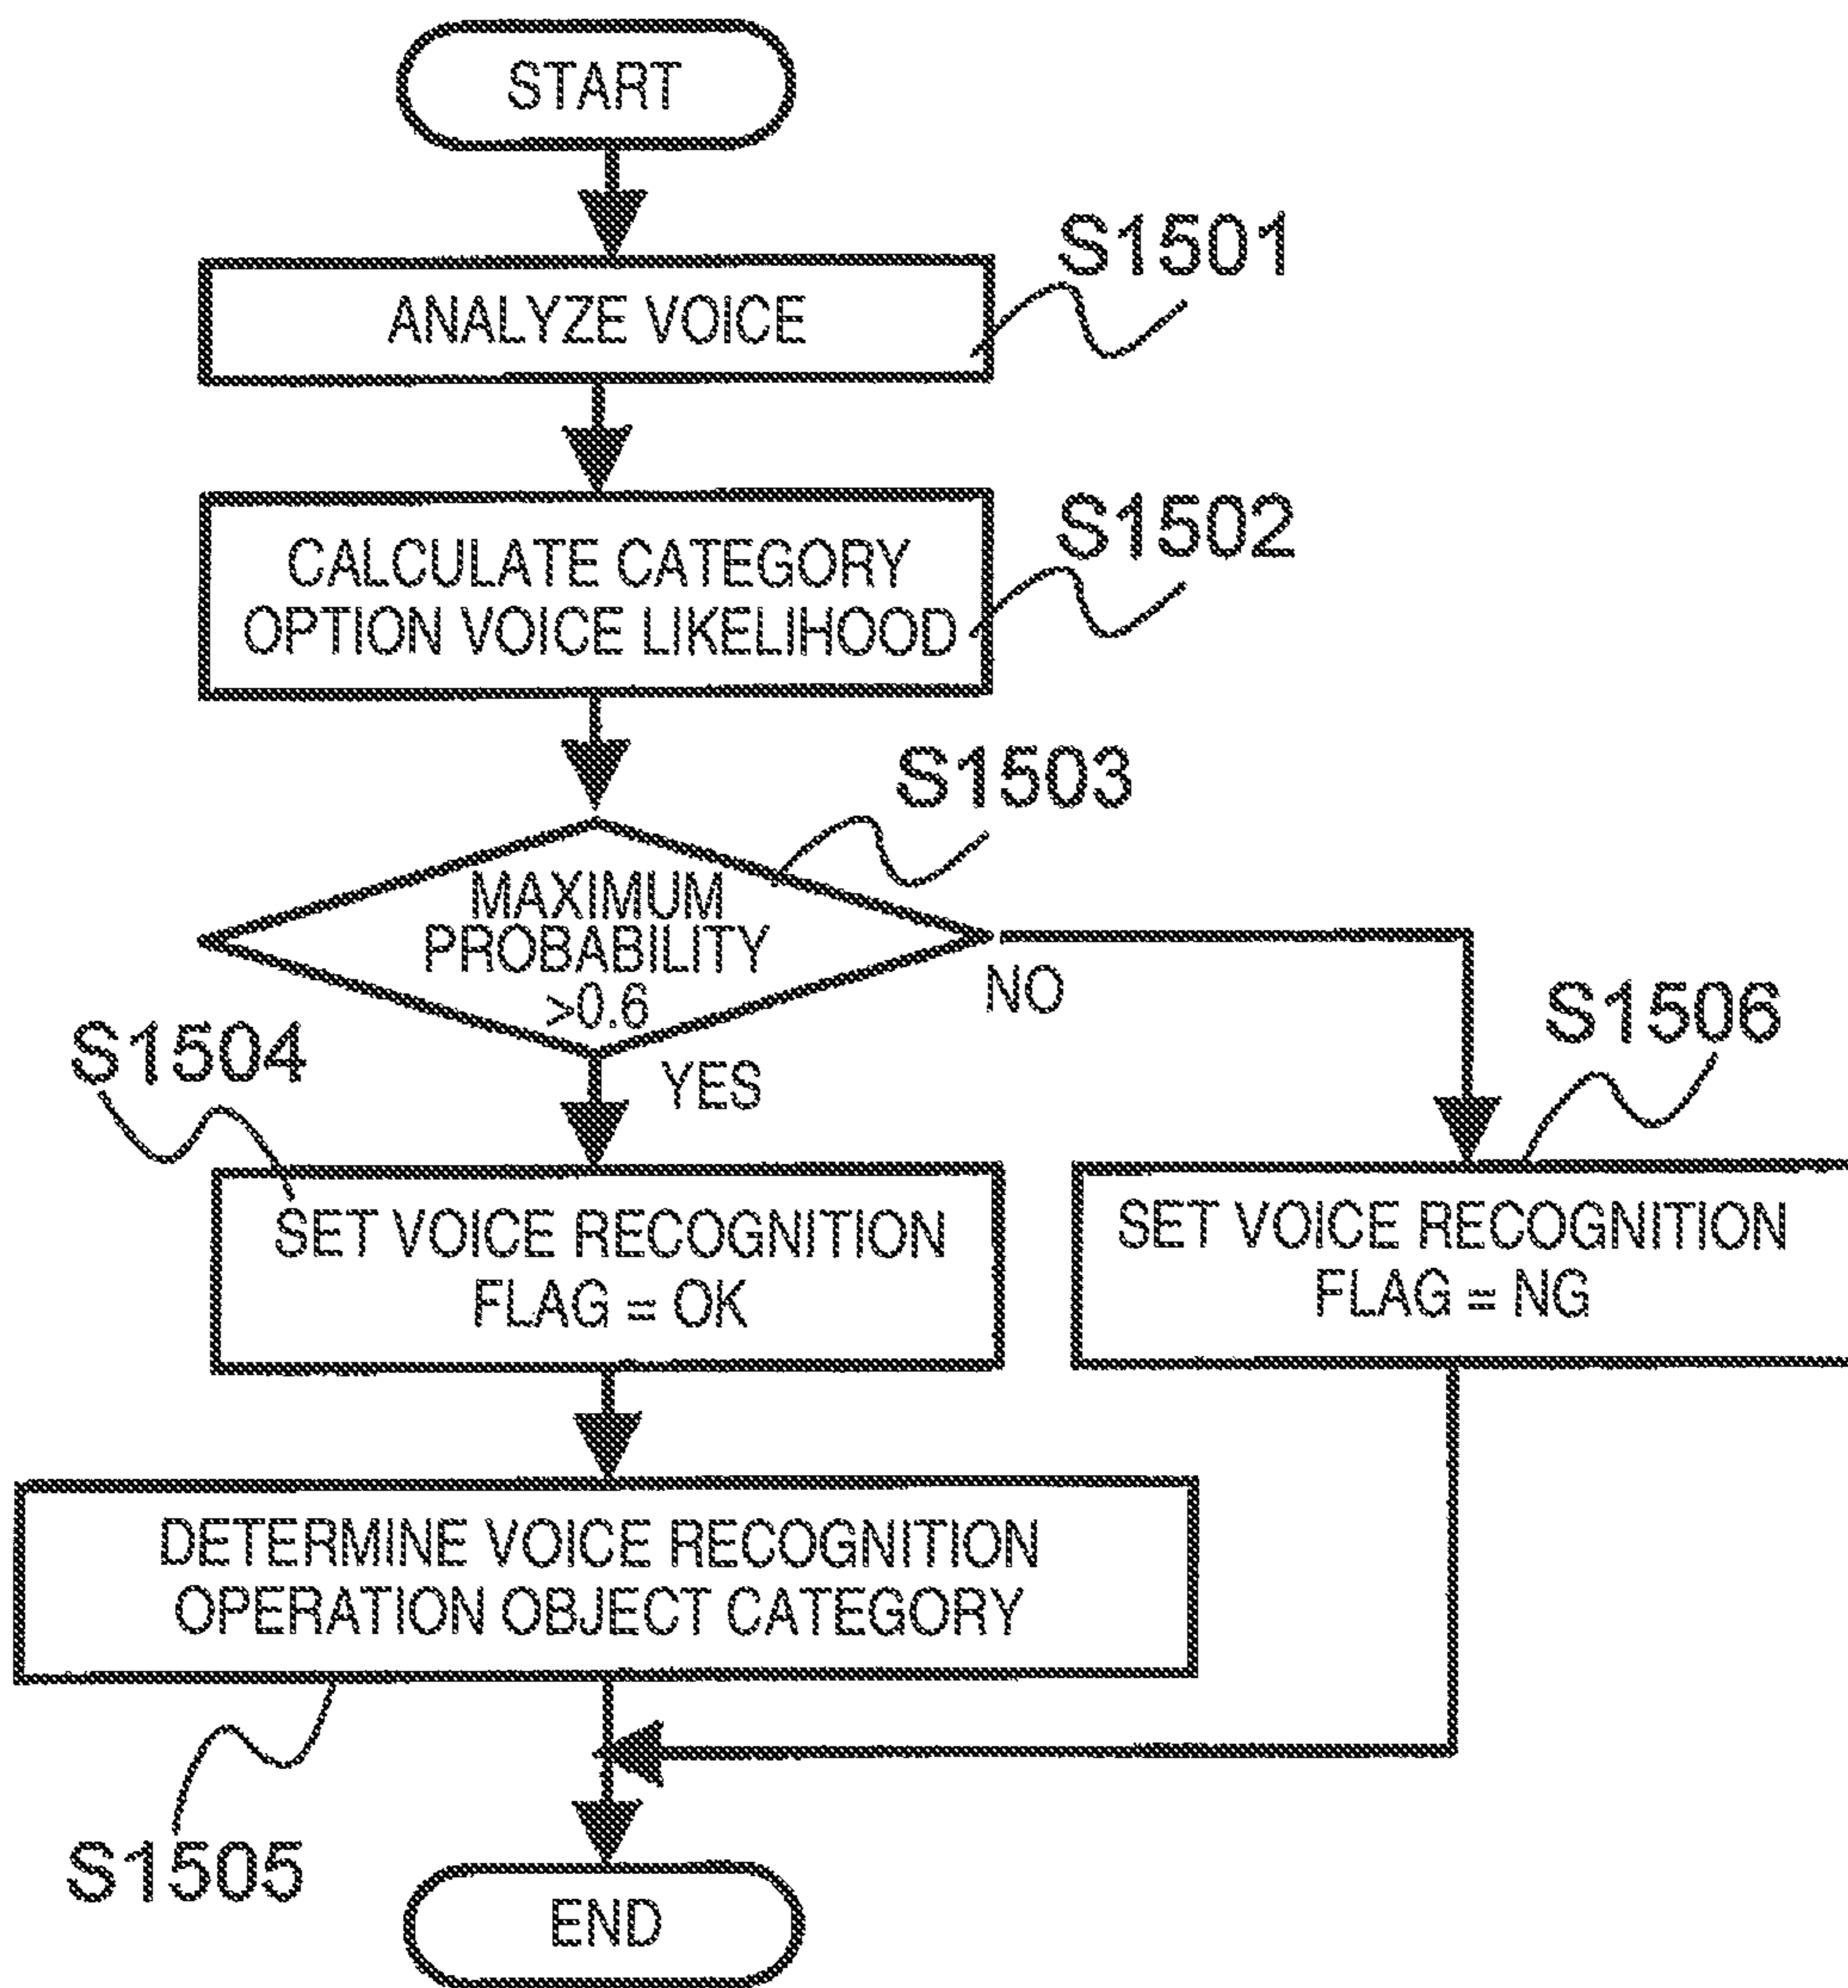 START
S1501
ANALYZE VOICE
S1502
CALCULATE CATEGORY
OPTION VOICE LIKELIHOOD
S1503
MAXIMUM
PROBABILITY
>0.6
NO
S1506
S1504
YES
SET VOICE RECOGNITION
FLAG = OK
SET VOICE RECOGNITION
FLAG = NG
DETERMINE VOICE RECOGNITION
OPERATION OBJECT CATEGORY
S1505
END